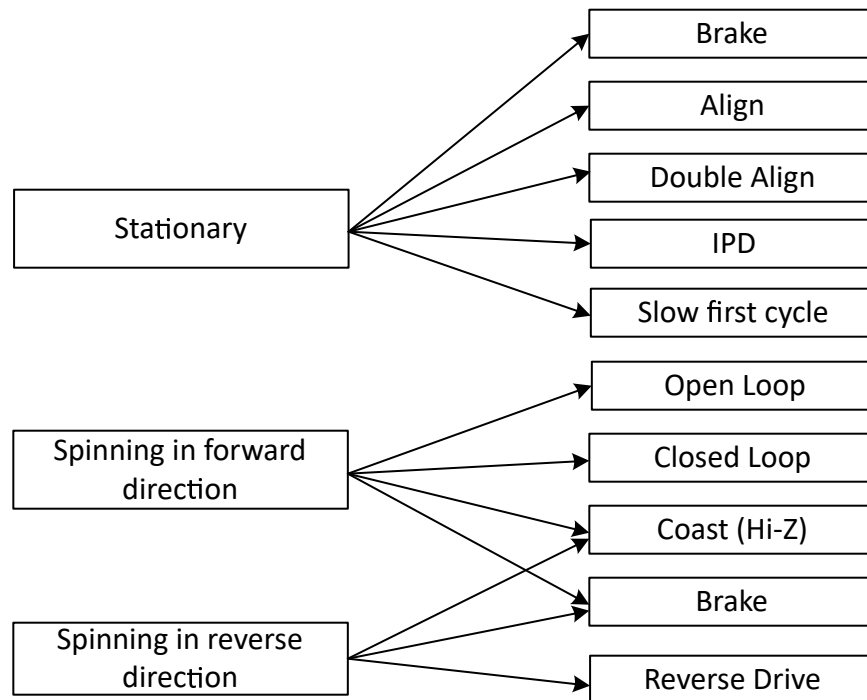 Brake
Align
Double Align
Stationary
IPD
Slow first cycle
Open Loop
Spinning in forward
direction
Closed Loop
Coast (Hi-Z)
Brake
Spinning in reverse
direction
Reverse Drive